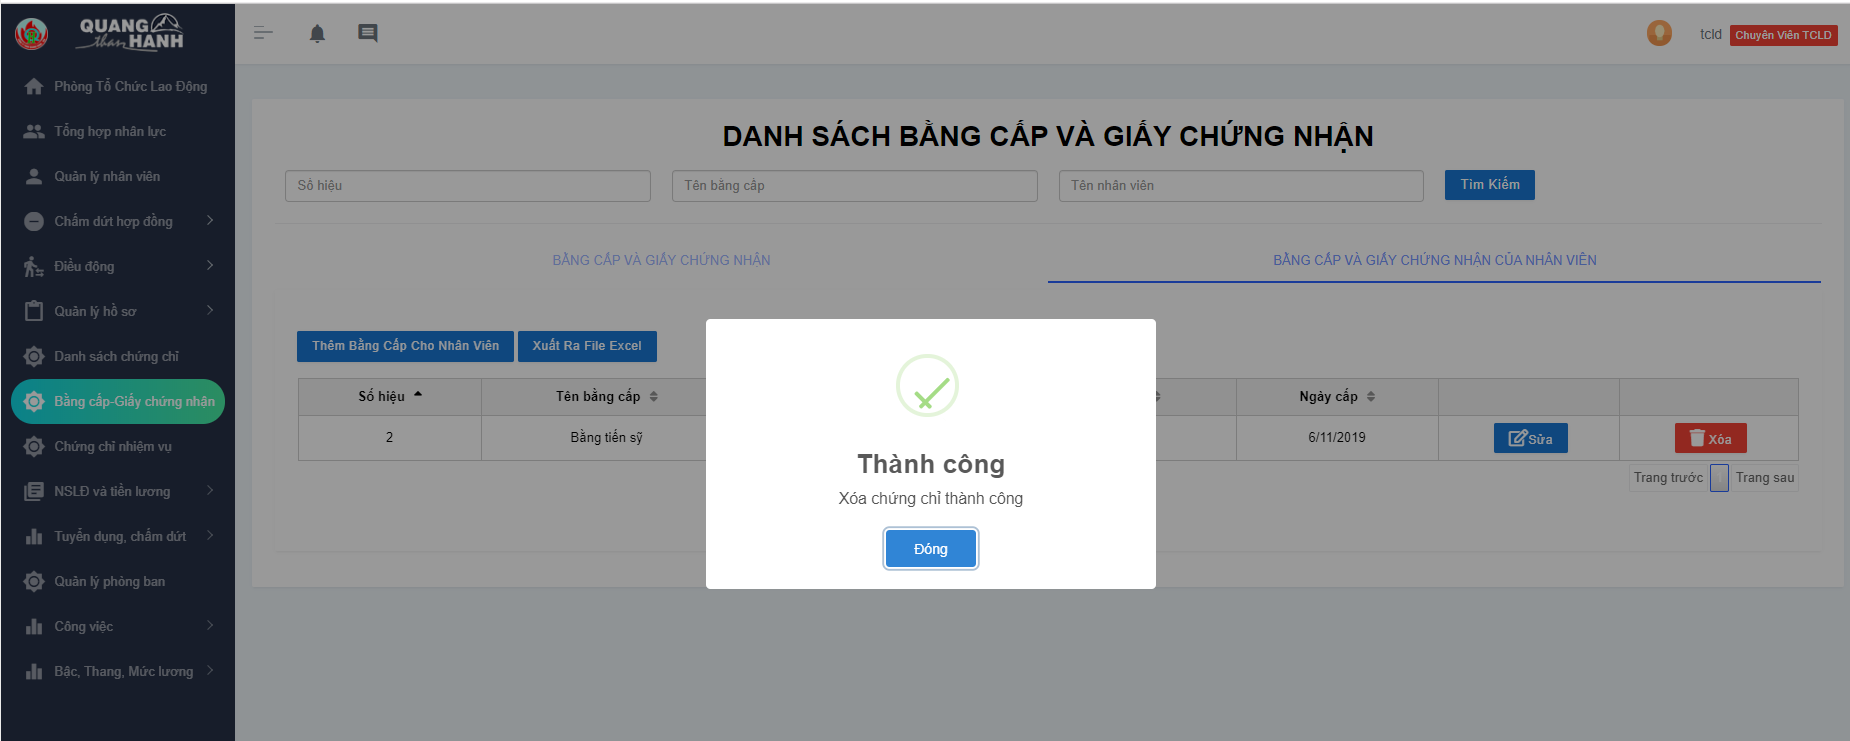 QUANG
than HANH
tcld Chuyên Viên TCLD
Phòng Tổ Chức Lao Động
Tổng hợp nhân lực
Quản lý nhân viên
Chấm dứt hợp đồng
Điều động
Quản lý hồ sơ
Danh sách chứng chỉ
Bằng cấp-Giấy chứng nhận
Chứng chỉ nhiệm vụ
NSLĐ và tiền lương
Tuyển dụng, chấm dứt
Quản lý phòng ban
Công việc
Bậc, Thang, Mức lương
DANH SÁCH BẰNG CẤP VÀ GIẤY CHỨNG NHẬN
Số hiệu Tên bằng cấp Tên nhân viên Tìm Kiếm
BẰNG CẤP VÀ GIẤY CHỨNG NHẬN BẰNG CẤP VÀ GIẤY CHỨNG NHẬN CỦA NHÂN VIÊN
Thêm Bằng Cấp Cho Nhân Viên Xuất Ra File Excel
Số hiệu Tên bằng cấp Ngày cấp
2 Bằng tiến sỹ 6/11/2019 Sửa Xóa
Trang trước Trang sau
Thành công
Xóa chứng chỉ thành công
Đóng